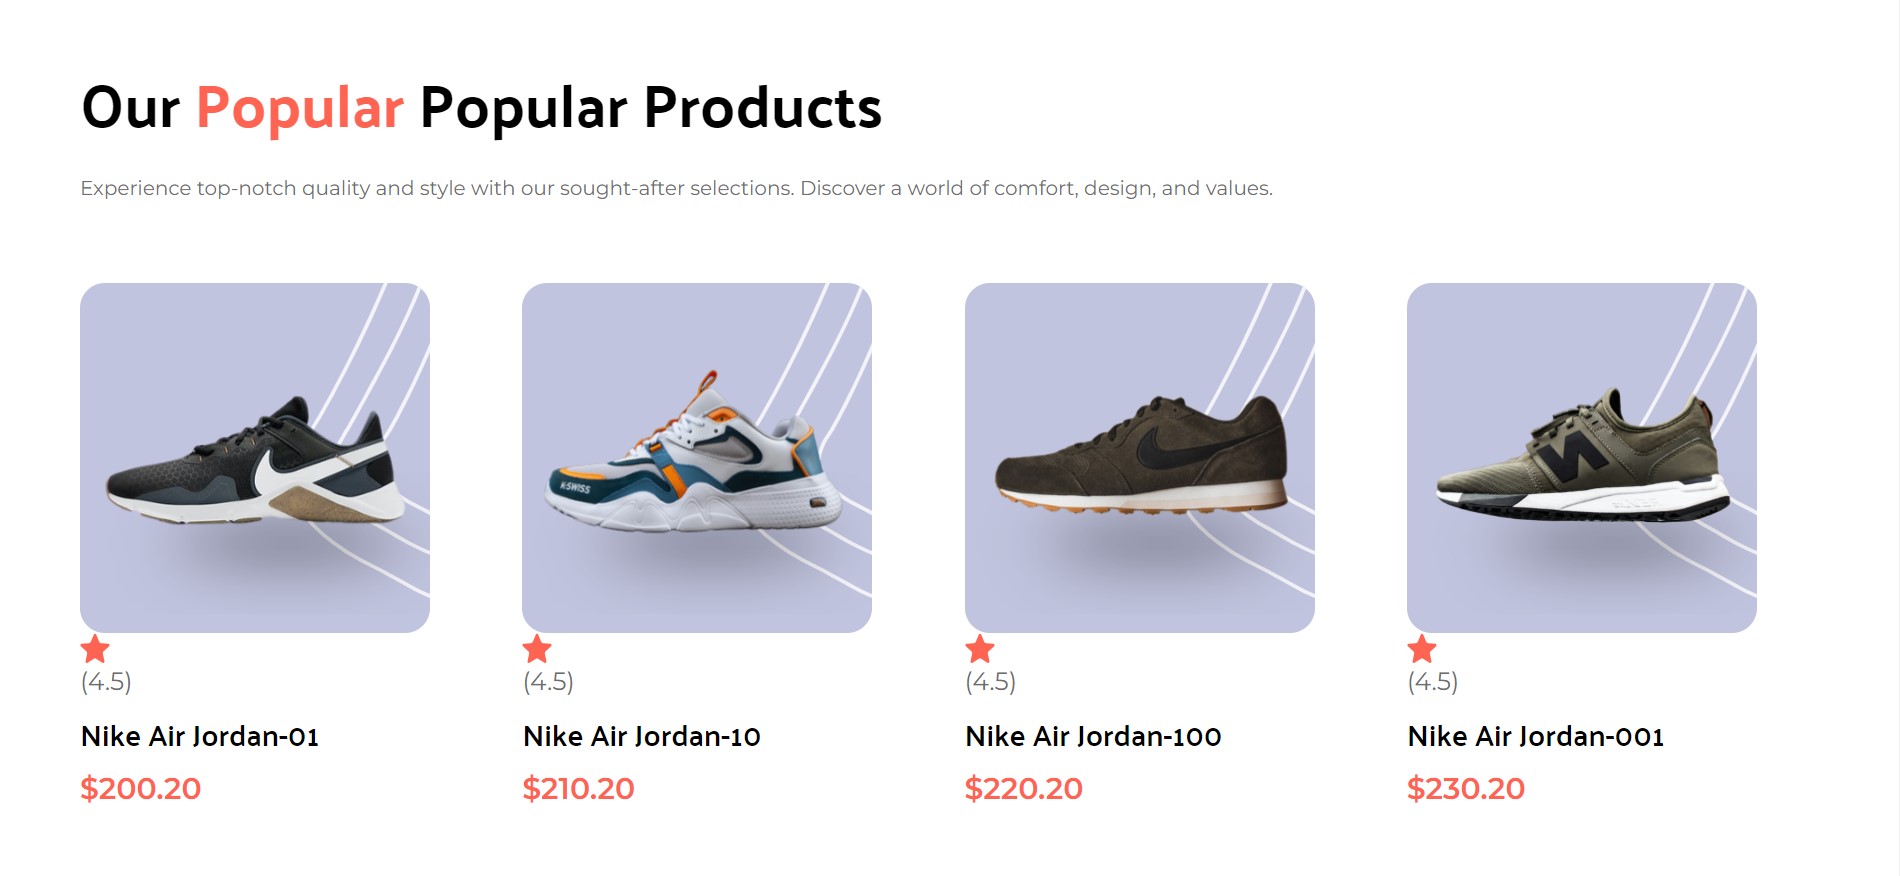 Our Popular Popular Products
Experience top-notch quality and style with our sought-after selections. Discover a world of comfort, design, and values.
K-SWISS
(4.5) (4.5) (4.5) (4.5)
Nike Air Jordan-01 Nike Air Jordan-10 Nike Air Jordan-100 Nike Air Jordan-001
$200.20 $210.20 $220.20 $230.20